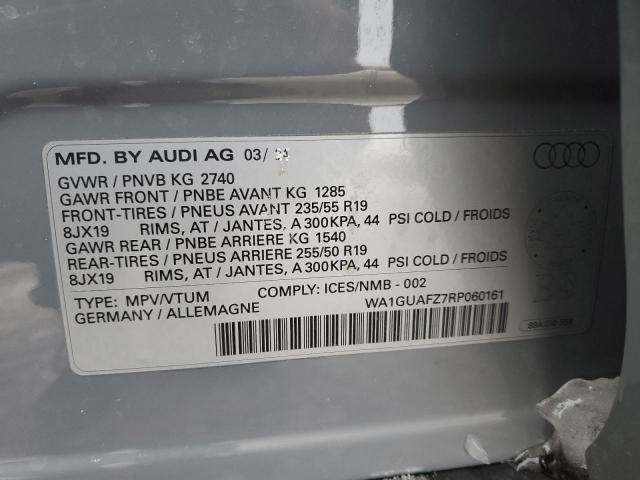 MFD. BY AUDI AG 03/
GVWR / PNVB KG 2740
GAWR FRONT / PNBE AVANT KG 1285
FRONT-TIRES / PNEUS AVANT 235/55 R19
8JX19 RIMS, AT / JANTES, A 300KPA, 44 PSI COLD / FROIDS
GAWR REAR / PNBE ARRIERE KG 1540
REAR-TIRES / PNEUS ARRIERE 255/50 R19
8JX19 RIMS, AT / JANTES, A 300KPA, 44 PSI COLD / FROIDS
TYPE: MPV/VTUM COMPLY: ICES/NMB - 002
GERMANY / ALLEMAGNE WA1GUAFZ7RP060161